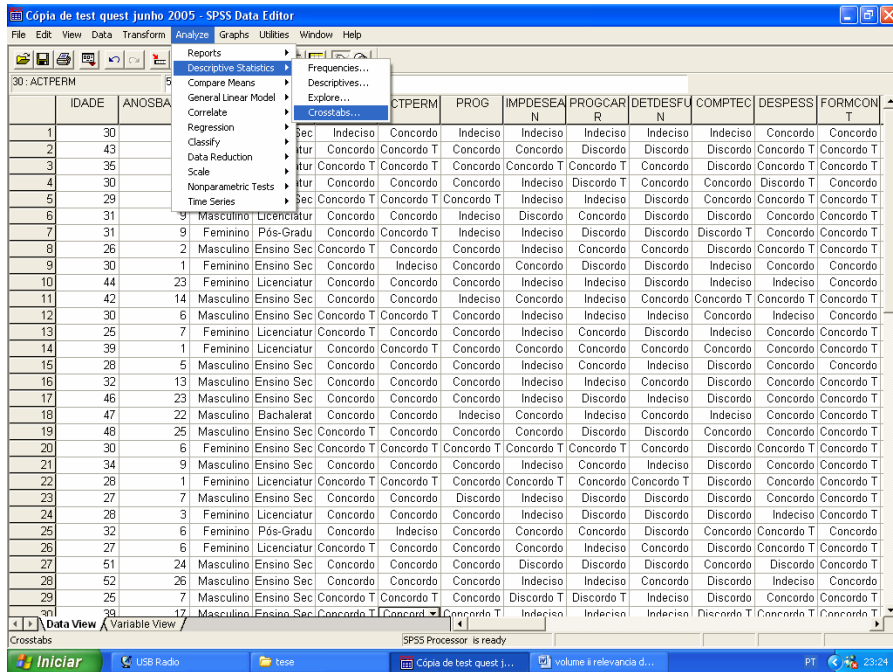 Cópia de test quest junho 2005 - SPSS Data Editor
File Edit View Data Transform Analyze Graphs Utilities Window Help
Reports
Descriptive Statistics
Compare Means
General Linear Model
Correlate
Regression
Classify
Data Reduction
Scale
Nonparametric Tests
Time Series
Frequencies...
Descriptives...
Explore...
Crosstabs...
30 : ACTPERM 5
IDADE ANOSBA CTPERM PROG IMPDESEAN PROGCARR DETDESFUN COMPTEC DESPESS FORMCONT
1 30 Sec Indeciso Concordo Indeciso Indeciso Indeciso Indeciso Indeciso Concordo Concordo
2 43 atur Concordo Concordo T Concordo Concordo Discordo Discordo Discordo Concordo T Concordo T
3 35 atur Concordo T Concordo T Concordo Concordo T Concordo T Concordo Indeciso Concordo T Concordo T
4 30 atur Concordo Concordo Concordo Indeciso Discordo T Concordo Concordo Discordo T Concordo
5 29 Sec Concordo T Concordo T Concordo T Indeciso Indeciso Discordo Concordo Concordo T Concordo T
6 31 9 Masculino Licenciatur Concordo Concordo Indeciso Discordo Concordo Discordo Discordo Concordo Concordo T
7 31 9 Feminino Pós-Gradu Concordo Concordo Indeciso Concordo Discordo Discordo Discordo T Concordo Concordo T
8 26 2 Masculino Ensino Sec Concordo T Concordo Concordo Indeciso Concordo Concordo Discordo Concordo T Concordo T
9 30 1 Feminino Ensino Sec Concordo Indeciso Concordo Concordo Discordo Discordo Indeciso Concordo Concordo
10 44 23 Feminino Licenciatur Concordo Concordo Concordo Indeciso Indeciso Discordo Indeciso Indeciso Concordo
11 42 14 Masculino Ensino Sec Concordo Concordo Indeciso Concordo Indeciso Concordo Concordo T Concordo T Concordo T
12 30 6 Masculino Ensino Sec Concordo T Concordo T Concordo Indeciso Indeciso Concordo Indeciso Indeciso Concordo
13 25 7 Feminino Licenciatur Concordo T Concordo Concordo Indeciso Concordo Discordo Indeciso Concordo Concordo T
14 39 1 Feminino Licenciatur Concordo Concordo T Concordo Concordo Concordo Concordo Concordo Concordo Concordo T
15 28 5 Masculino Ensino Sec Concordo Concordo Concordo Indeciso Concordo Concordo Discordo Concordo Concordo
16 32 13 Masculino Ensino Sec Concordo Concordo Concordo Indeciso Indeciso Concordo Discordo Concordo Concordo T
17 46 23 Masculino Ensino Sec Concordo Concordo Concordo Indeciso Indeciso Indeciso Discordo Concordo Concordo T
18 47 22 Masculino Bachalerat Concordo Concordo Indeciso Concordo Indeciso Concordo Indeciso Concordo Concordo T
19 48 25 Masculino Ensino Sec Concordo T Concordo Concordo Concordo Discordo Discordo Concordo Concordo Concordo T
20 30 6 Feminino Ensino Sec Concordo T Concordo T Concordo T Concordo T Concordo T Concordo Discordo Concordo T Concordo T
21 34 9 Masculino Ensino Sec Concordo Concordo Concordo Indeciso Concordo Indeciso Discordo Concordo Concordo T
22 28 1 Feminino Licenciatur Concordo T Concordo T Concordo Concordo T Concordo Concordo T Discordo Concordo Concordo T
23 27 7 Masculino Ensino Sec Concordo Concordo Discordo Indeciso Discordo Discordo Discordo Concordo Concordo T
24 28 3 Feminino Licenciatur Concordo Concordo Concordo Indeciso Concordo Discordo Discordo Indeciso Concordo T
25 32 6 Feminino Pós-Gradu Concordo Indeciso Concordo Concordo Concordo Discordo Concordo Concordo T Concordo
26 27 6 Feminino Licenciatur Concordo T Concordo Concordo Concordo Indeciso Concordo Discordo Concordo T Concordo T
27 51 24 Masculino Ensino Sec Concordo Concordo Concordo Discordo Discordo Discordo Concordo Discordo Concordo T
28 52 26 Masculino Ensino Sec Concordo Concordo Concordo Concordo Discordo Discordo Discordo Indeciso Concordo
29 25 7 Masculino Ensino Sec Concordo T Concordo T Concordo Discordo T Discordo T Indeciso Discordo Concordo Concordo T
30 39 17 Masculino Ensino Sec Concordo T Concord Concordo T Indeciso Indeciso Indeciso Discordo T Concordo T Concordo T
Data View Variable View
Crosstabs SPSS Processor is ready
Iniciar USB Radio tese Cópia de test quest j... volume ii relevancia d... PT 23:24